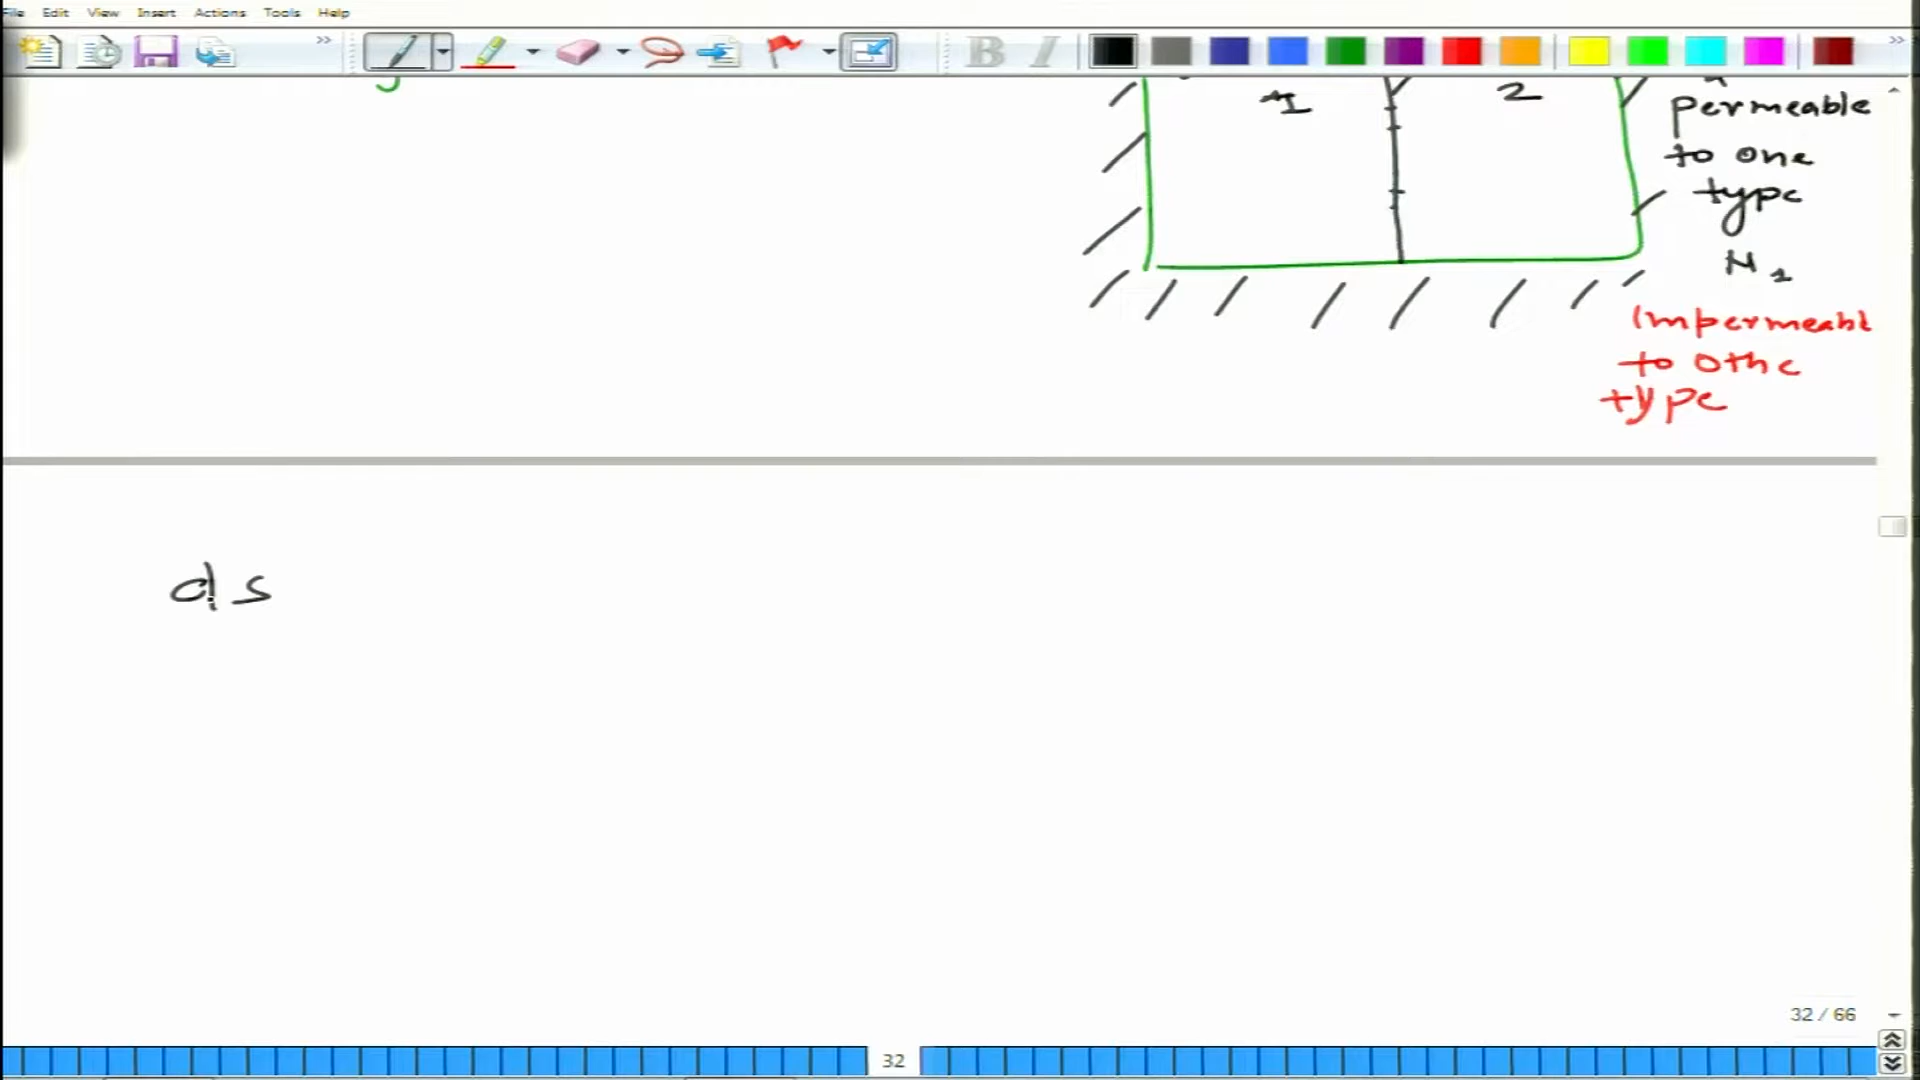 File Edit View Insert Actions Tools Help
B I
1 2
permeable
to one
type
N1
Impermeabl
to othe
type
ds
32 / 66
32